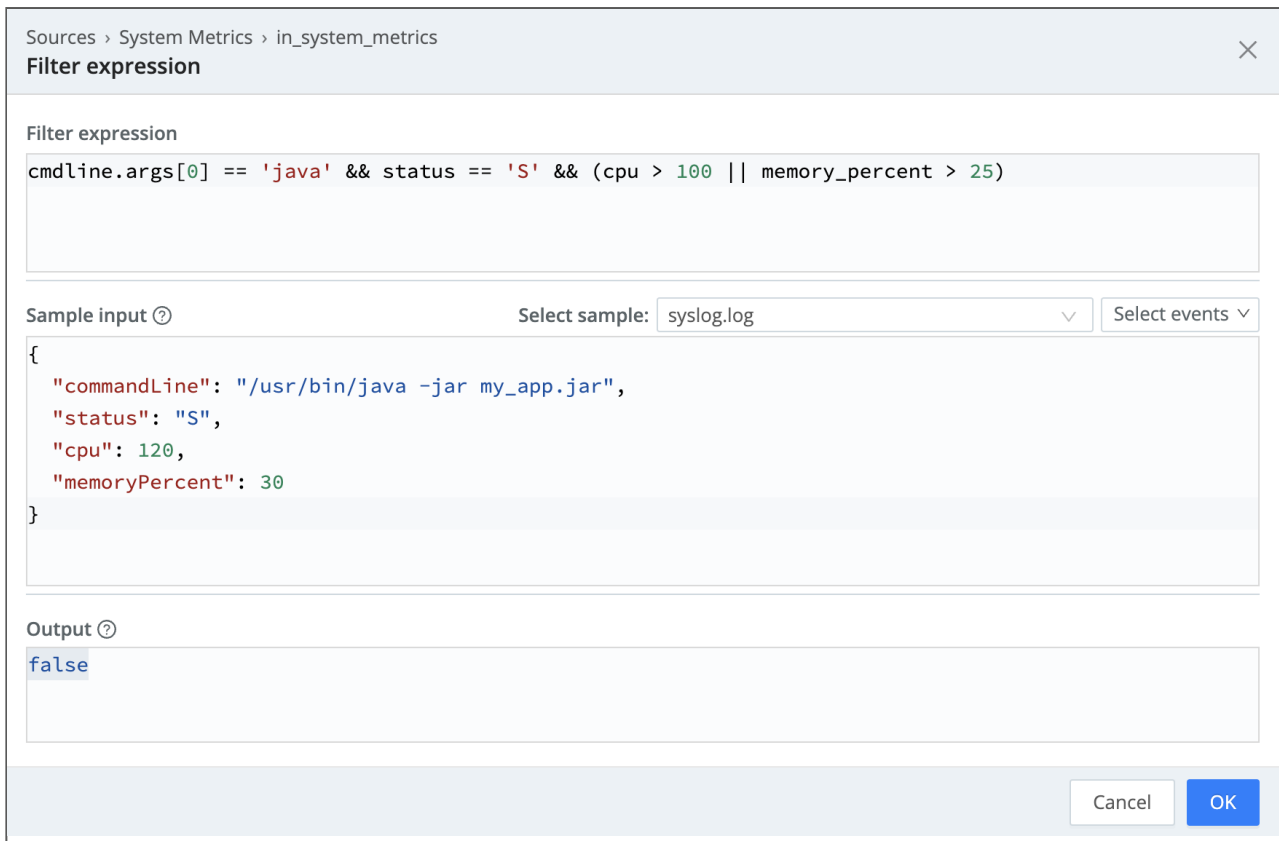 Sources › System Metrics › in_system_metrics
Filter expression
Filter expression
cmdline.args[0] == 'java' && status == 'S' && (cpu > 100 || memory_percent > 25)
Sample input ? Select sample: syslog.log Select events
{
  "commandLine": "/usr/bin/java -jar my_app.jar",
  "status": "S",
  "cpu": 120,
  "memoryPercent": 30
}
Output ?
false
Cancel OK